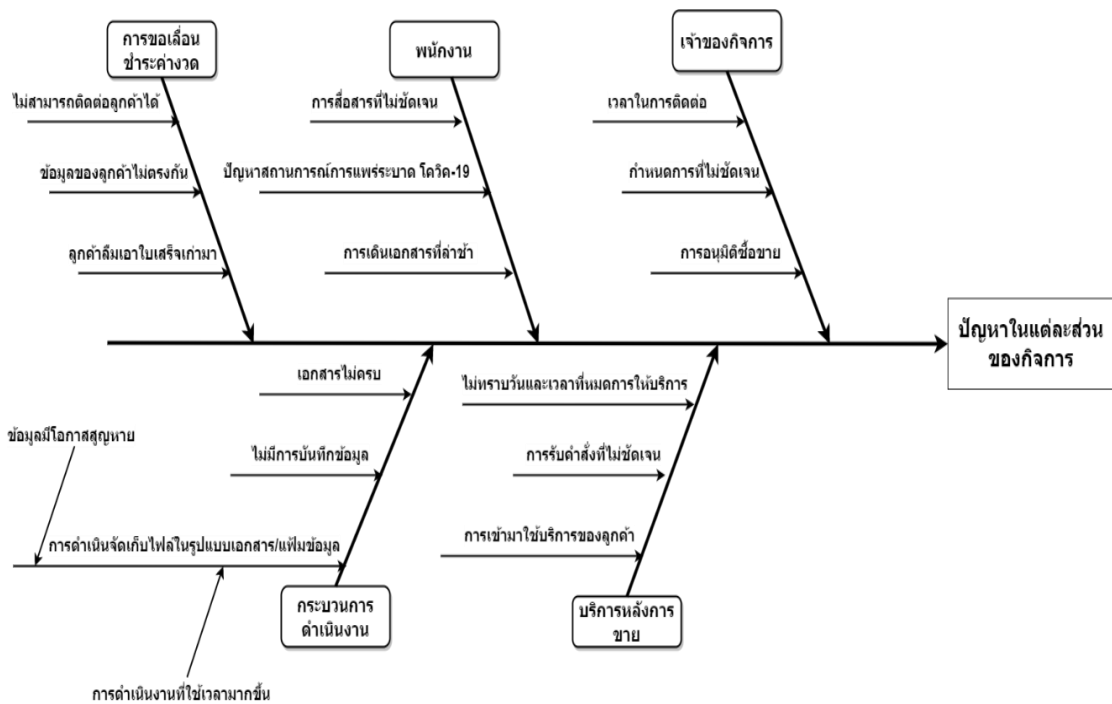 การขอเลื่อน
ชำระค่างวด
พนักงาน
เจ้าของกิจการ
ไม่สามารถติดต่อลูกค้าได้
การสื่อสารที่ไม่ชัดเจน
เวลาในการติดต่อ
ข้อมูลของลูกค้าไม่ตรงกัน
ปัญหาสถานการณ์การแพร่ระบาด โควิด-19
กำหนดการที่ไม่ชัดเจน
ลูกค้าลืมเอาใบเสร็จเก่ามา
การเดินเอกสารที่ล่าช้า
การอนุมิติซื้อขาย
ปัญหาในแต่ละส่วน
ของกิจการ
เอกสารไม่ครบ
ไม่ทราบวันและเวลาที่หมดการให้บริการ
ข้อมูลมีโอกาสสูญหาย
ไม่มีการบันทึกข้อมูล
การรับคำสั่งที่ไม่ชัดเจน
การดำเนินจัดเก็บไฟล์ในรูปแบบเอกสาร/แฟ้มข้อมูล
การเข้ามาใช้บริการของลูกค้า
กระบวนการ
ดำเนินงาน
บริการหลังการ
ขาย
การดำเนินงานที่ใช้เวลามากขึ้น